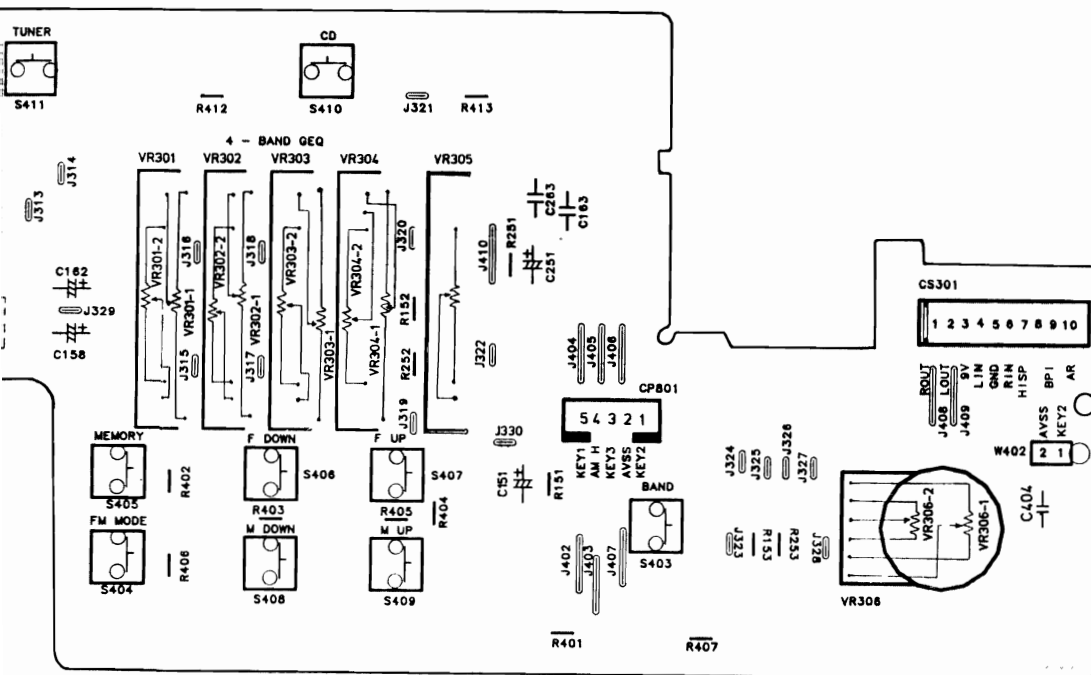 TUNER
S411
CD
S410
R412
J321
R413
4 - BAND GEQ
VR301
VR302
VR303
VR304
VR305
J314
J313
C162
J329
C158
VR301-2
VR301-1
J316
J315
VR302-2
VR302-1
J318
J317
VR303-2
VR303-1
VR304-2
VR304-1
J320
R152
R252
J319
J410
R251
C251
C263
C163
J322
J404
J405
J406
CP801
5 4 3 2 1
KEY1
AM H
KEY3
AVSS
KEY2
CS301
1 2 3 4 5 6 7 8 9 10
ROUT
LOUT
9V
LIN
GND
RIN
HISP
BPI
AR
J408
J409
AVSS
KEY2
W402
2 1
C404
MEMORY
S405
R402
F DOWN
S406
R403
F UP
S407
R405
R404
FM MODE
S404
R406
M DOWN
S408
M UP
S409
J330
C151
R151
BAND
S403
J402
J403
J407
R401
R407
J324
J325
J326
J327
J323
R153
R253
J328
VR306-2
VR306-1
VR306